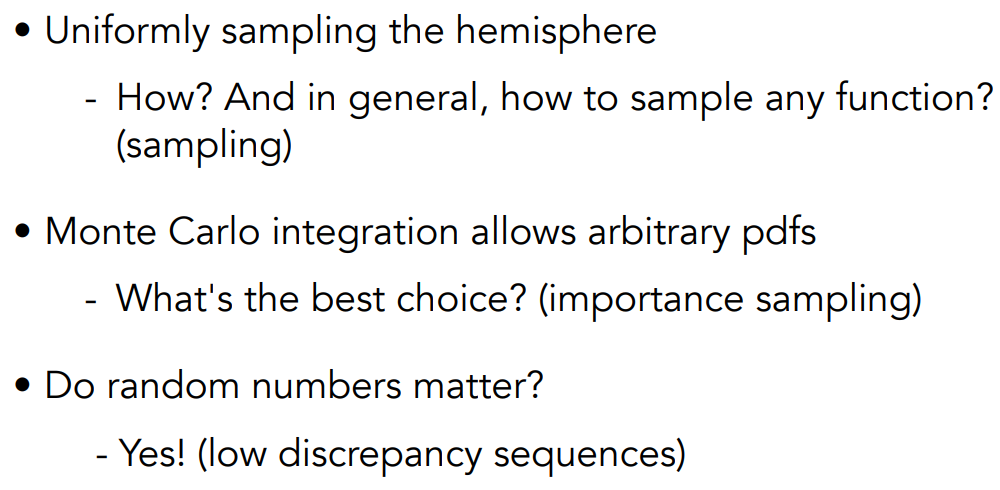 • Uniformly sampling the hemisphere
- How? And in general, how to sample any function?
(sampling)
• Monte Carlo integration allows arbitrary pdfs
- What's the best choice? (importance sampling)
• Do random numbers matter?
- Yes! (low discrepancy sequences)